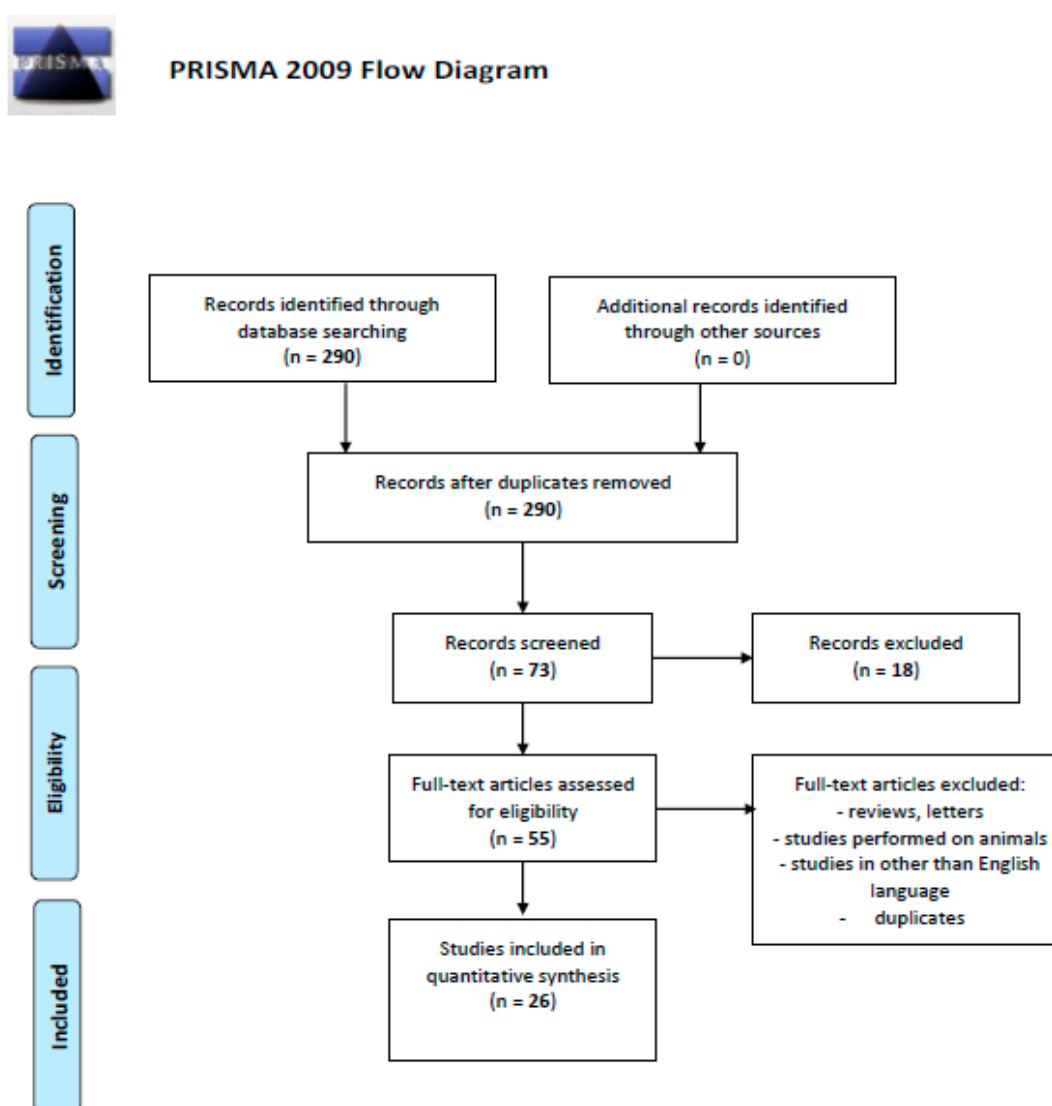 PRISMA
PRISMA 2009 Flow Diagram
Identification
Records identified through
database searching
(n = 290)
Additional records identified
through other sources
(n = 0)
Screening
Records after duplicates removed
(n = 290)
Records screened
(n = 73)
Records excluded
(n = 18)
Eligibility
Full-text articles assessed
for eligibility
(n = 55)
Full-text articles excluded:
- reviews, letters
- studies performed on animals
- studies in other than English
language
- duplicates
Included
Studies included in
quantitative synthesis
(n = 26)